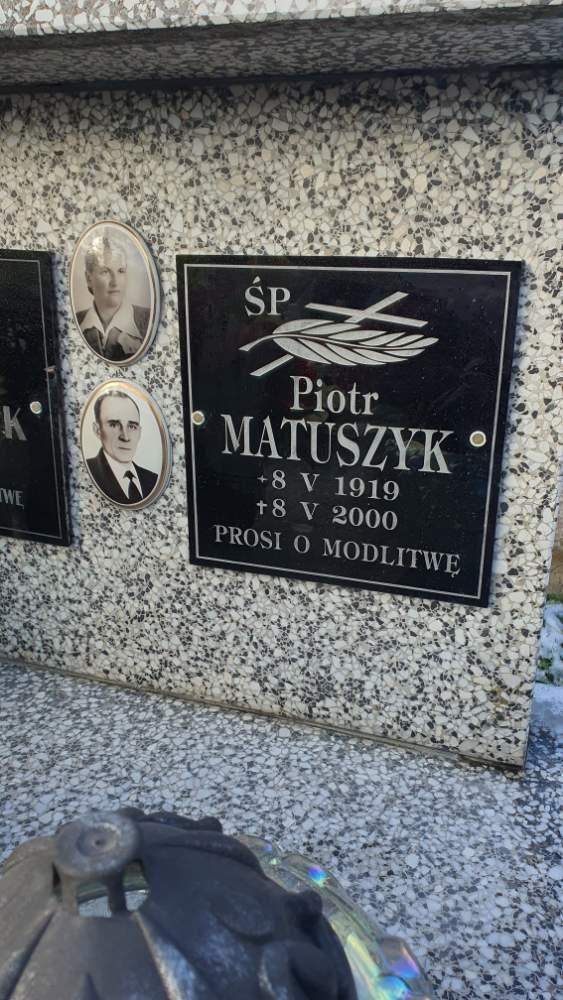 ŚP
Piotr
MATUSZYK
*8 V 1919
†8 V 2000
PROSI O MODLITWĘ